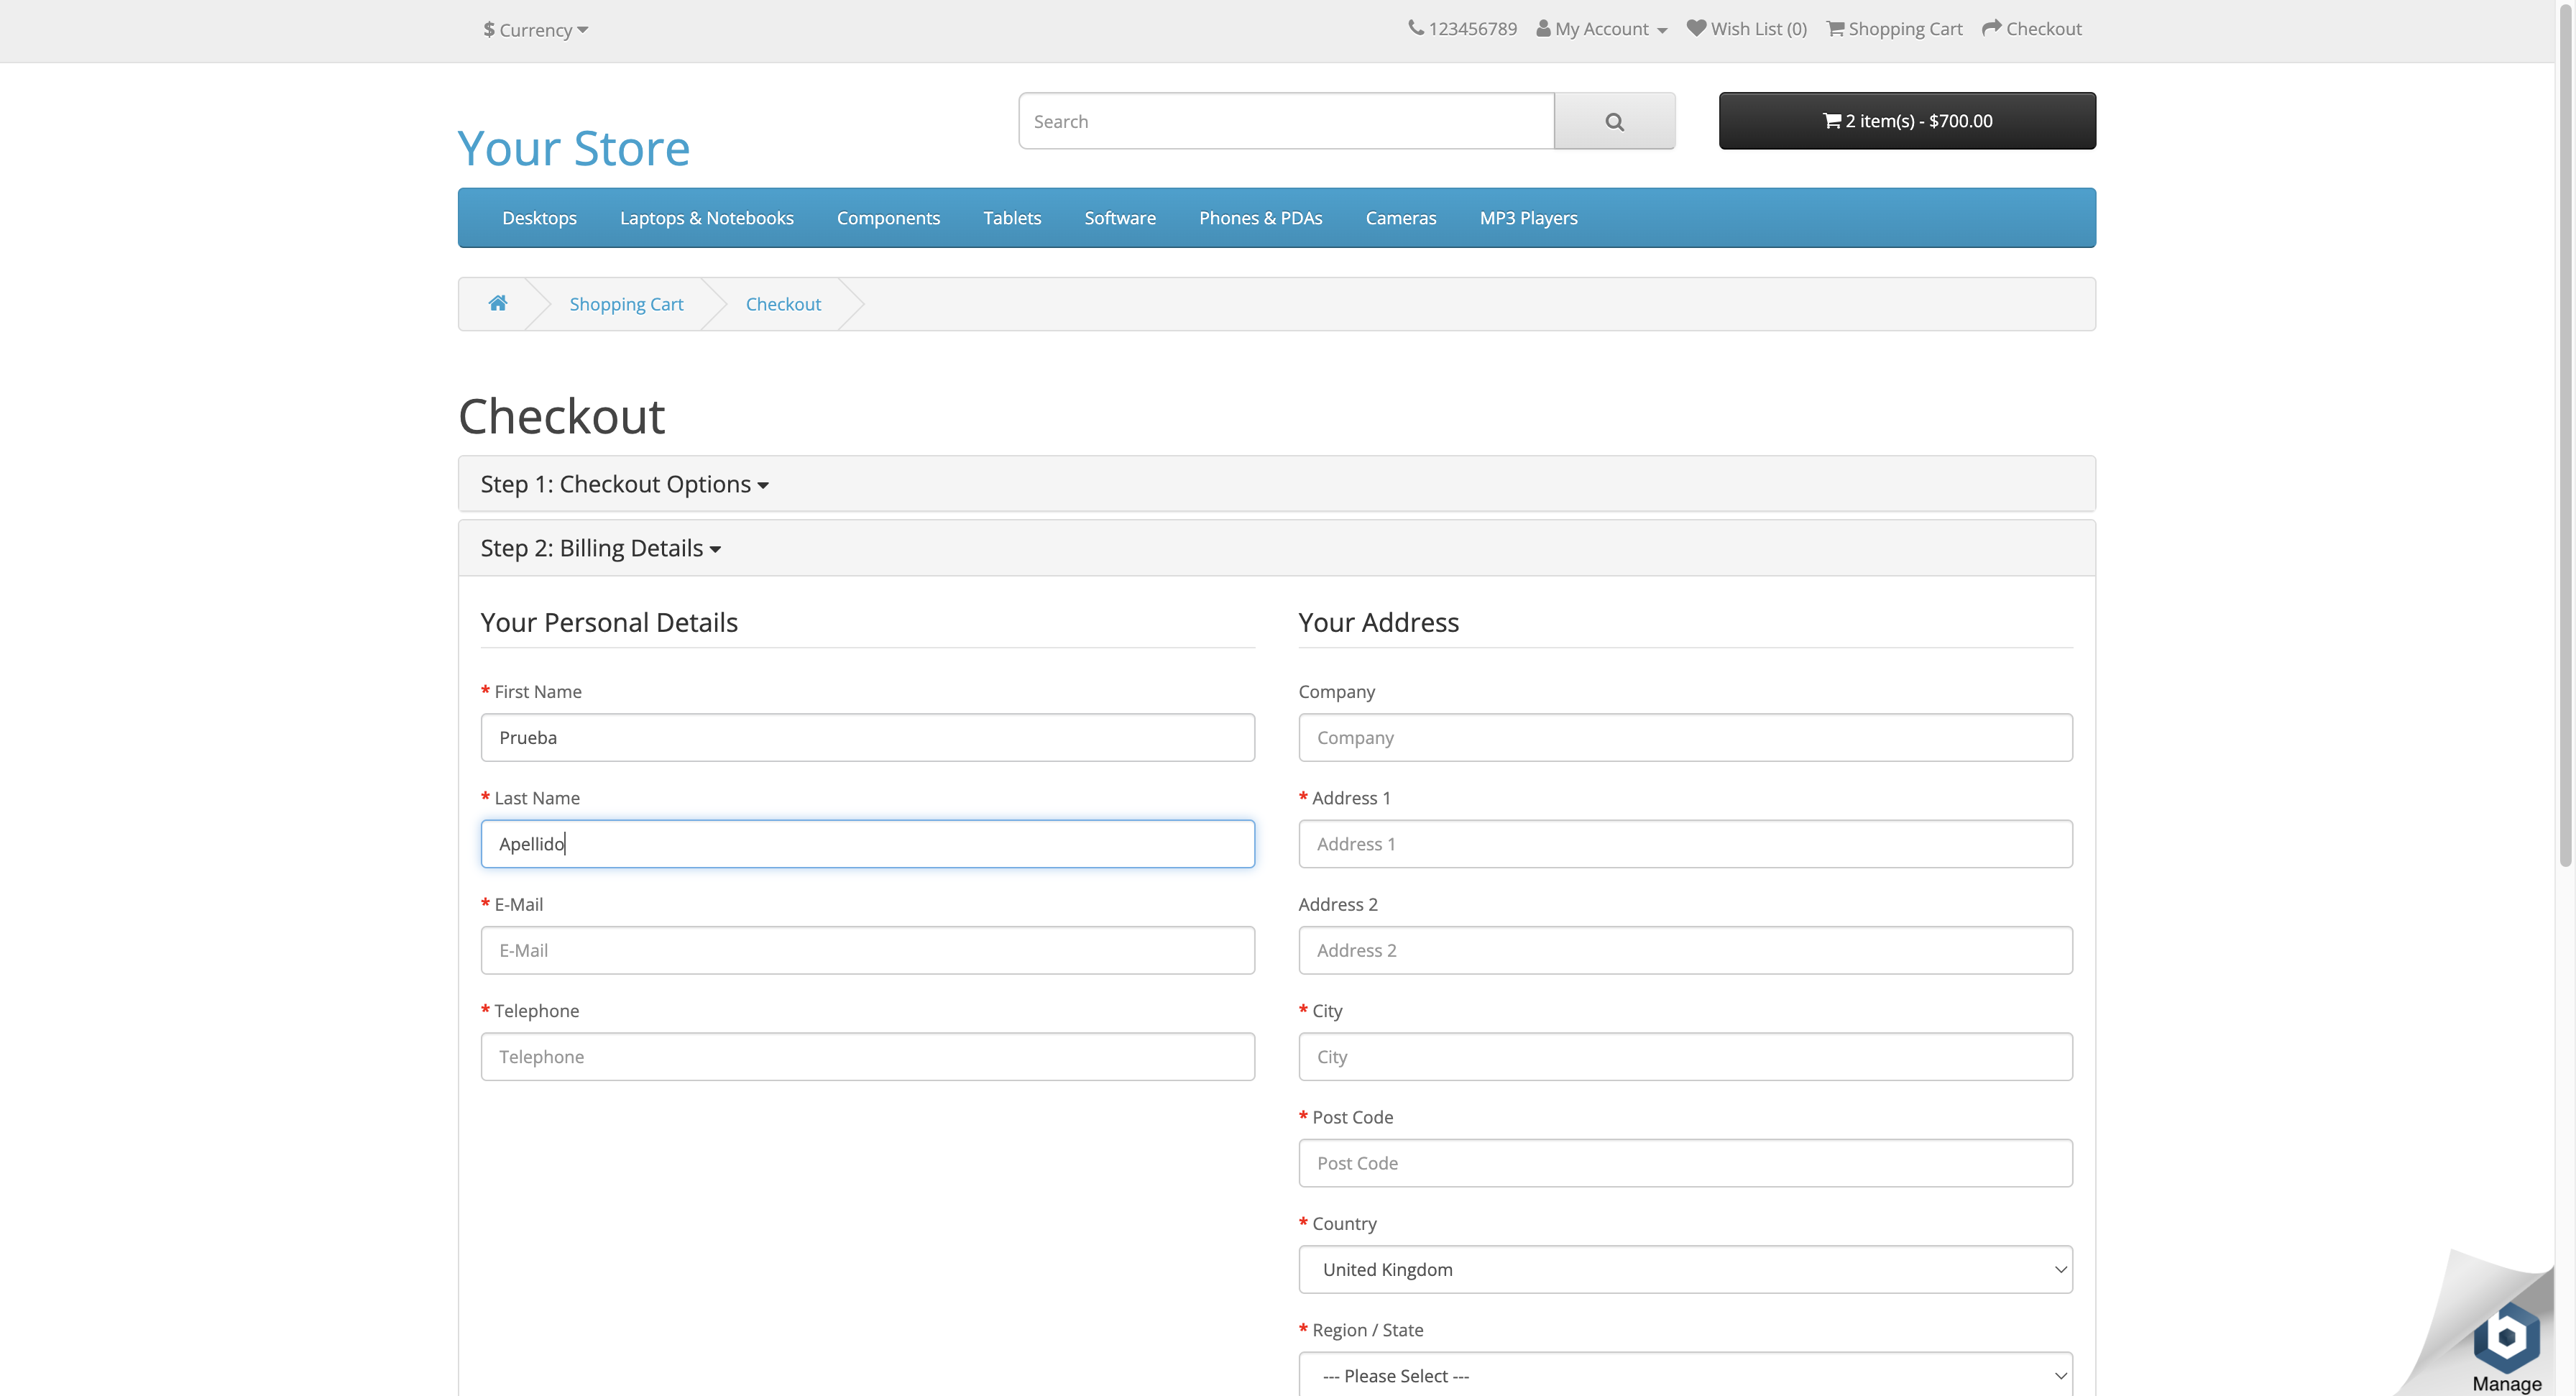 $ Currency
123456789 My Account Wish List (0) Shopping Cart Checkout
Your Store
Search
2 item(s) - $700.00
Desktops Laptops & Notebooks Components Tablets Software Phones & PDAs Cameras MP3 Players
Shopping Cart Checkout
Checkout
Step 1: Checkout Options
Step 2: Billing Details
Your Personal Details
* First Name
Prueba
* Last Name
Apellido
* E-Mail
E-Mail
* Telephone
Telephone
Your Address
Company
Company
* Address 1
Address 1
Address 2
Address 2
* City
City
* Post Code
Post Code
* Country
United Kingdom
* Region / State
--- Please Select ---
Manage